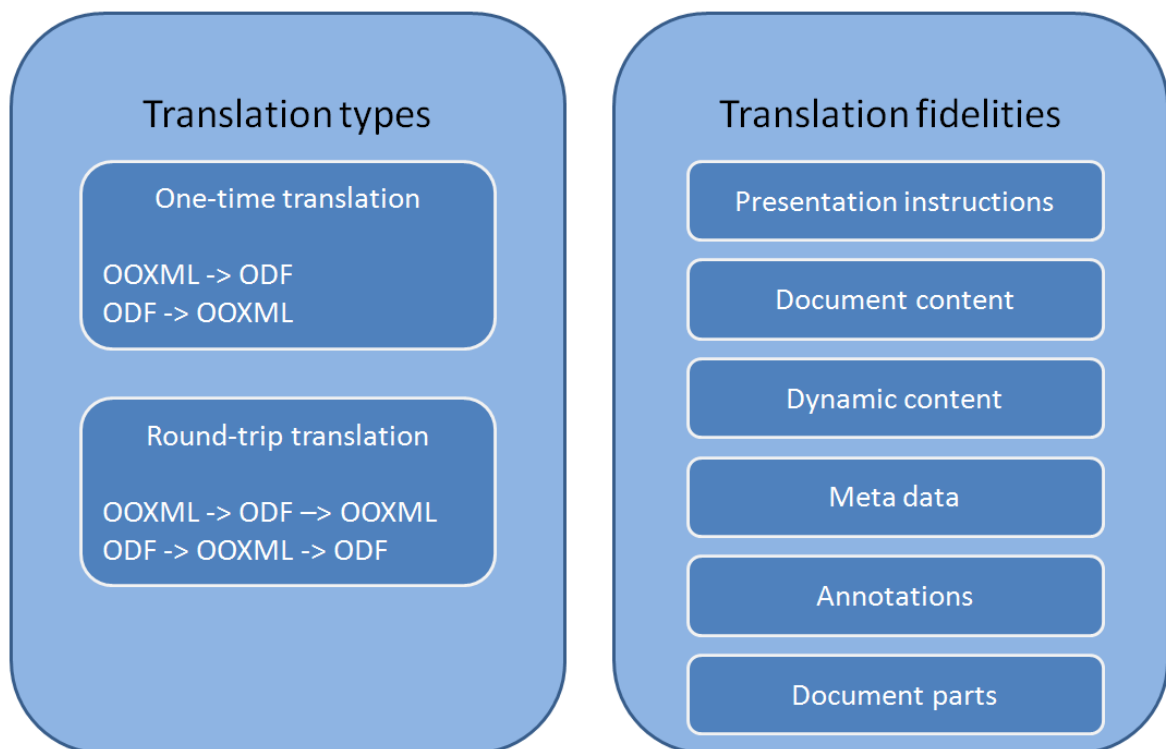 Translation types
One-time translation
OOXML -> ODF
ODF -> OOXML
Round-trip translation
OOXML -> ODF –> OOXML
ODF -> OOXML -> ODF
Translation fidelities
Presentation instructions
Document content
Dynamic content
Meta data
Annotations
Document parts